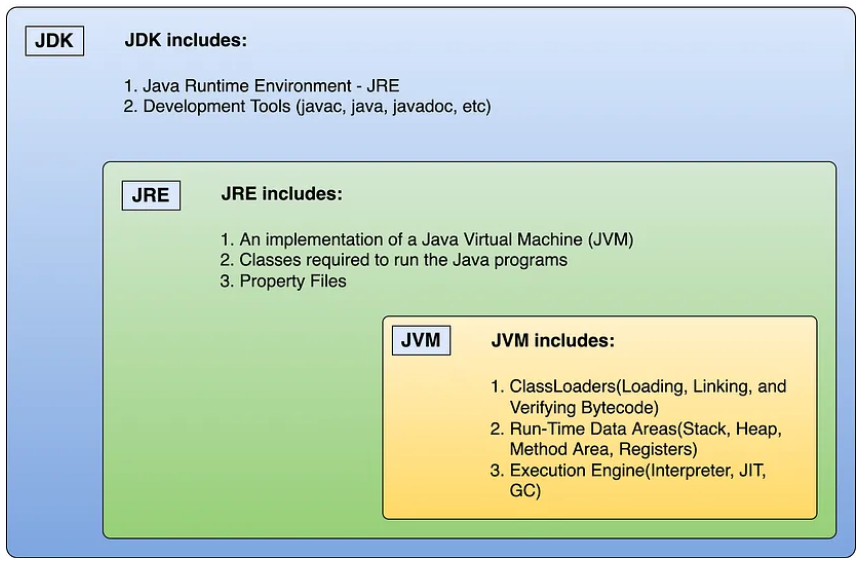 JDK
JDK includes:
1. Java Runtime Environment - JRE
2. Development Tools (javac, java, javadoc, etc)
JRE
JRE includes:
1. An implementation of a Java Virtual Machine (JVM)
2. Classes required to run the Java programs
3. Property Files
JVM
JVM includes:
1. ClassLoaders(Loading, Linking, and
Verifying Bytecode)
2. Run-Time Data Areas(Stack, Heap,
Method Area, Registers)
3. Execution Engine(Interpreter, JIT,
GC)